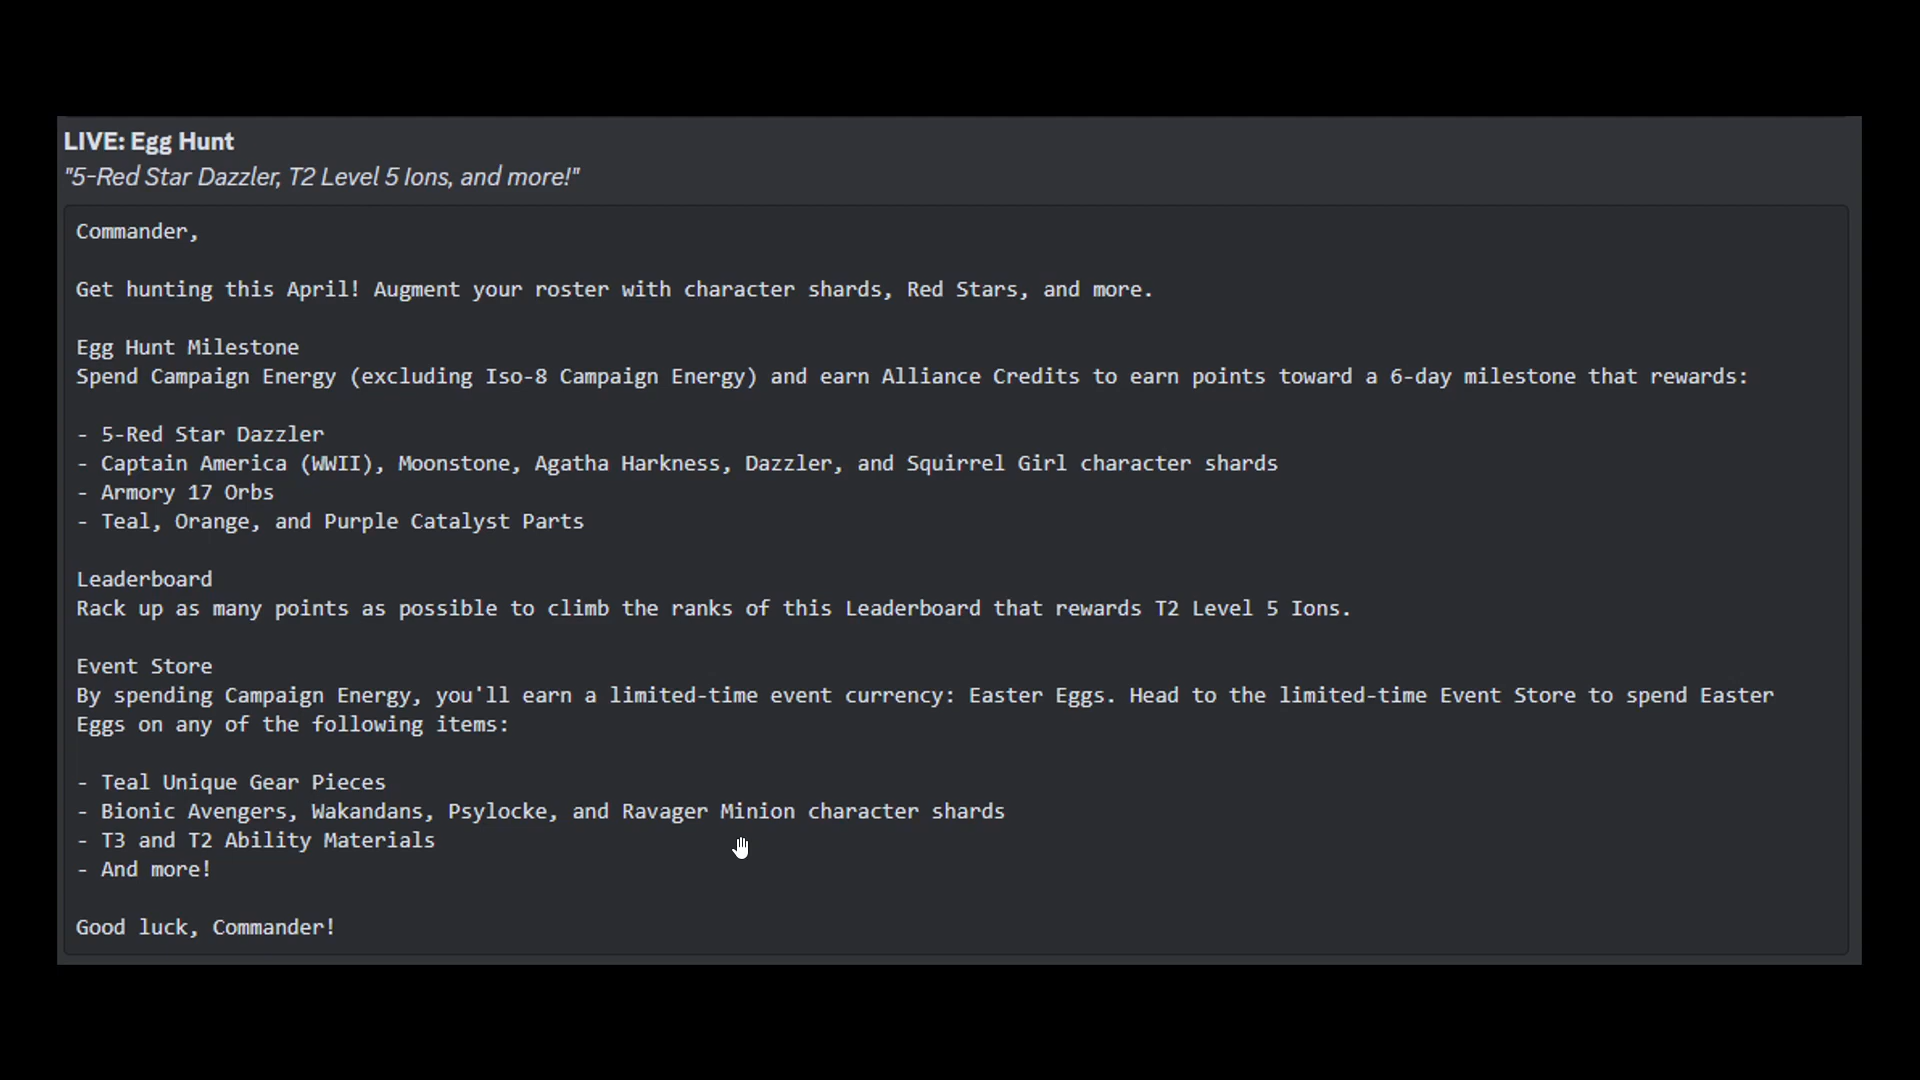 LIVE: Egg Hunt
"5-Red Star Dazzler, T2 Level 5 Ions, and more!"
Commander,
Get hunting this April! Augment your roster with character shards, Red Stars, and more.
Egg Hunt Milestone
Spend Campaign Energy (excluding Iso-8 Campaign Energy) and earn Alliance Credits to earn points toward a 6-day milestone that rewards:
- 5-Red Star Dazzler
- Captain America (WWII), Moonstone, Agatha Harkness, Dazzler, and Squirrel Girl character shards
- Armory 17 Orbs
- Teal, Orange, and Purple Catalyst Parts
Leaderboard
Rack up as many points as possible to climb the ranks of this Leaderboard that rewards T2 Level 5 Ions.
Event Store
By spending Campaign Energy, you'll earn a limited-time event currency: Easter Eggs. Head to the limited-time Event Store to spend Easter
Eggs on any of the following items:
- Teal Unique Gear Pieces
- Bionic Avengers, Wakandans, Psylocke, and Ravager Minion character shards
- T3 and T2 Ability Materials
- And more!
Good luck, Commander!